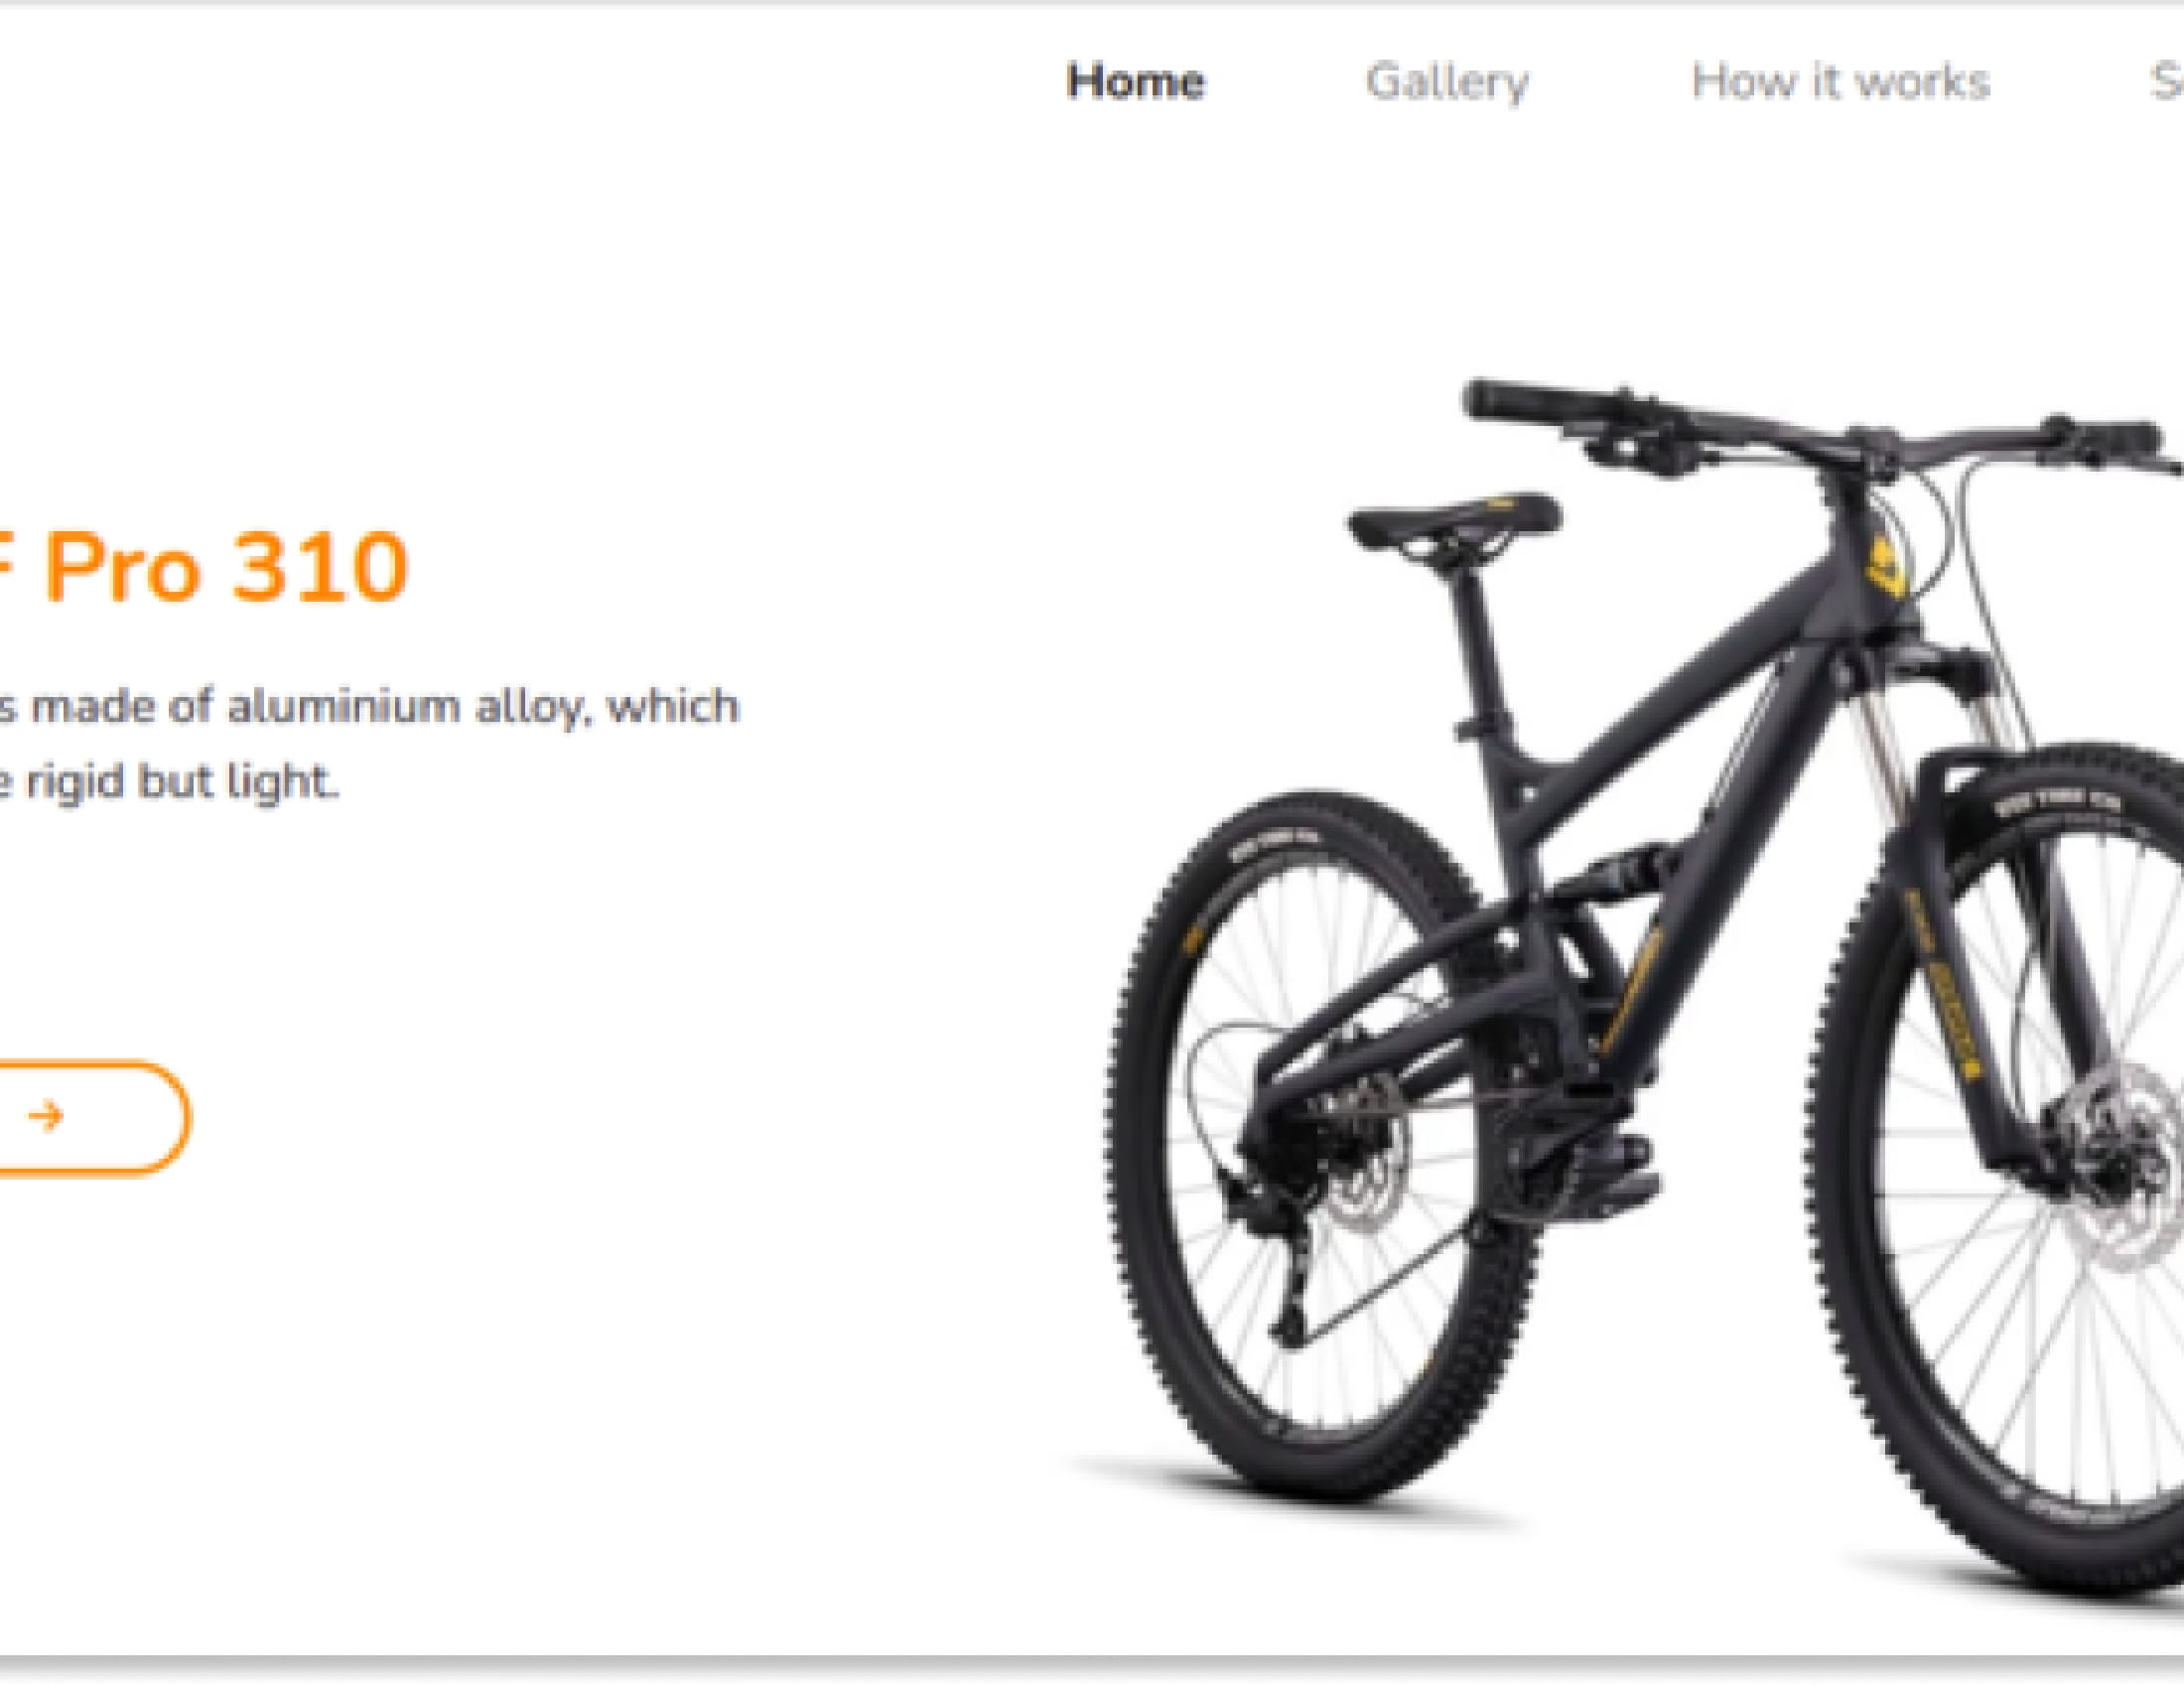 Home Gallery How it works
Pro 310
made of aluminium alloy, which
rigid but light.